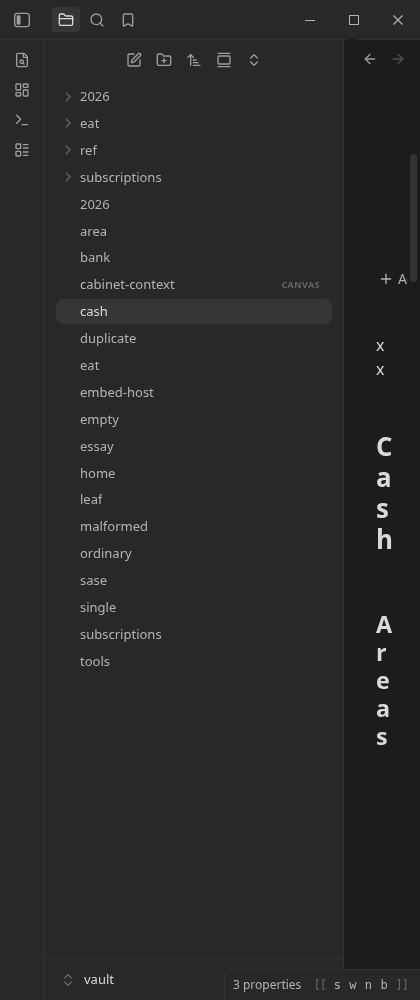 2026
eat
ref
subscriptions
2026
area
bank
cabinet-context CANVAS
cash
duplicate
eat
embed-host
empty
essay
home
leaf
malformed
ordinary
sase
single
subscriptions
tools
vault
A
x
x
C
a
s
h
A
r
e
a
s
3 properties [[ s w n b ]]